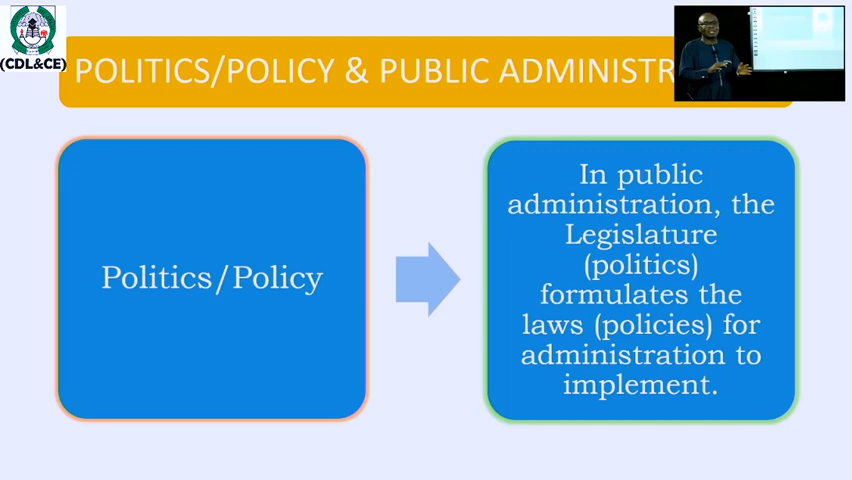 (CDL&CE)
POLITICS/POLICY & PUBLIC
Politics/Policy
In public
administration, the
Legislature
(politics)
formulates the
laws (policies) for
administration to
implement.